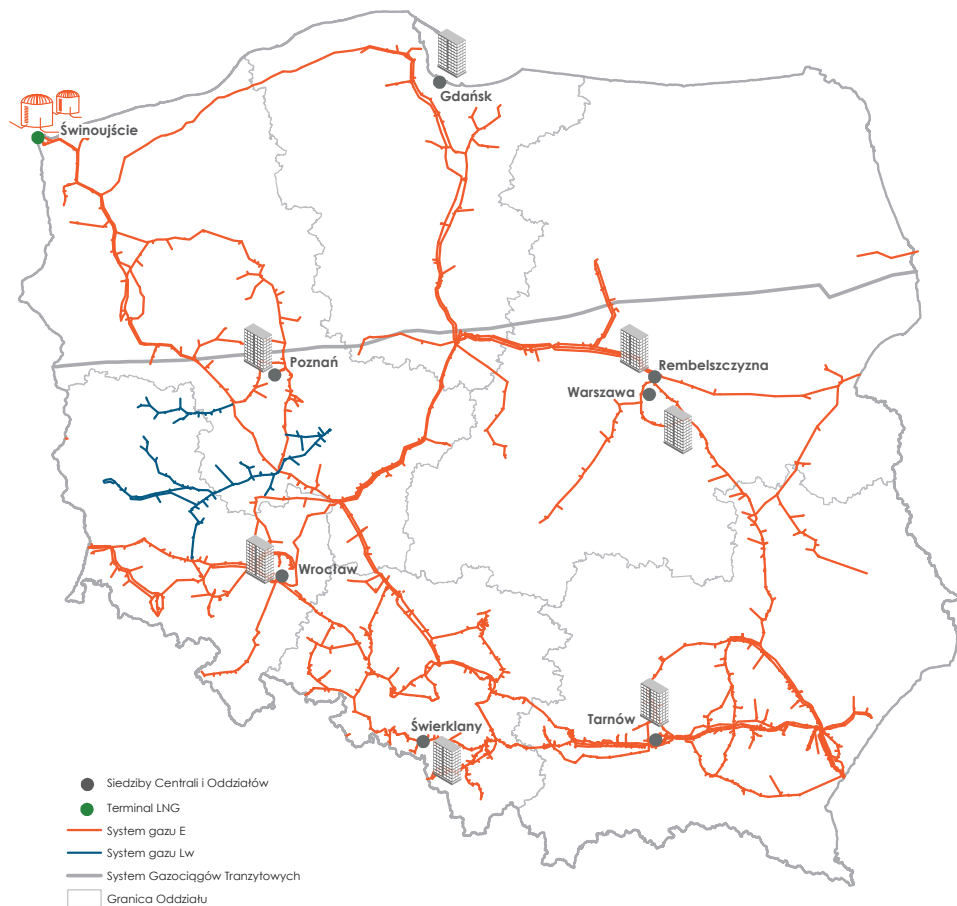 Gdańsk
Świnoujście
Poznań
Rembelszczyzna
Warszawa
Wrocław
Świerklany
Tarnów
Siedziby Centrali i Oddziałów
Terminal LNG
System gazu E
System gazu Lw
System Gazociągów Tranzytowych
Granica Oddziału